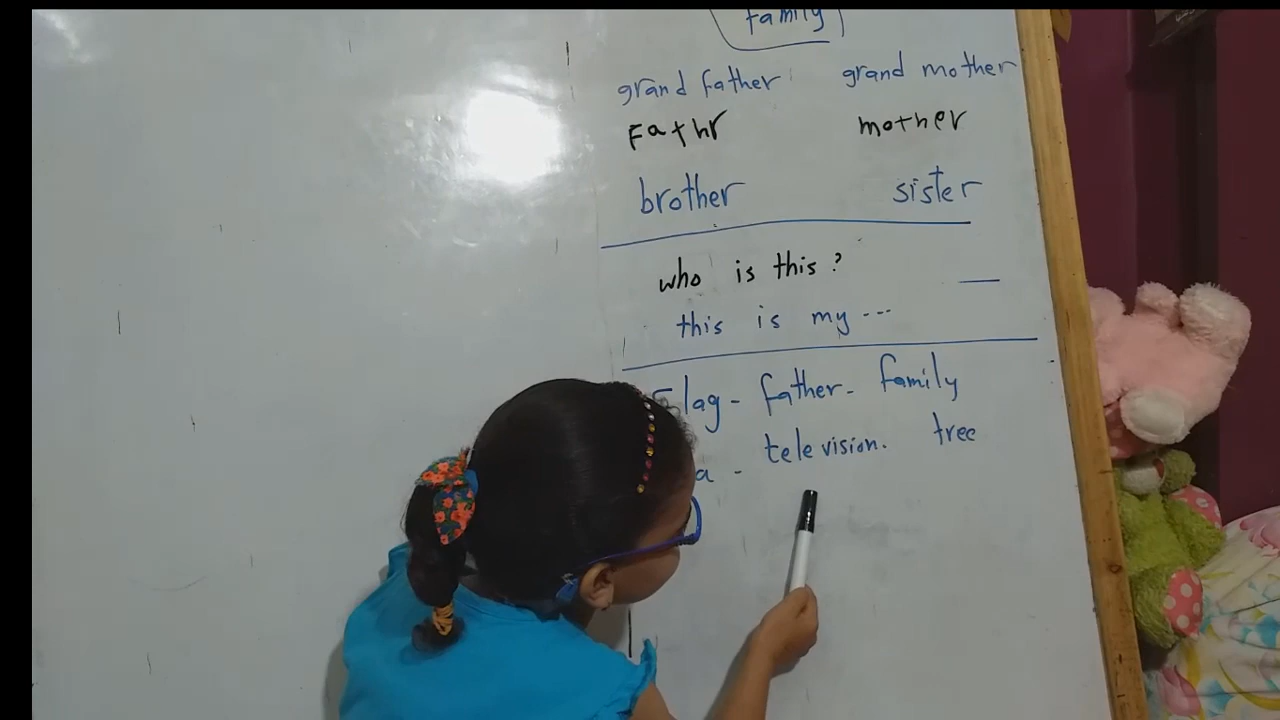 family
grand father grand mother
Fathr mother
brother sister
who is this?
this is my ---
Flag - father - family
television. tree